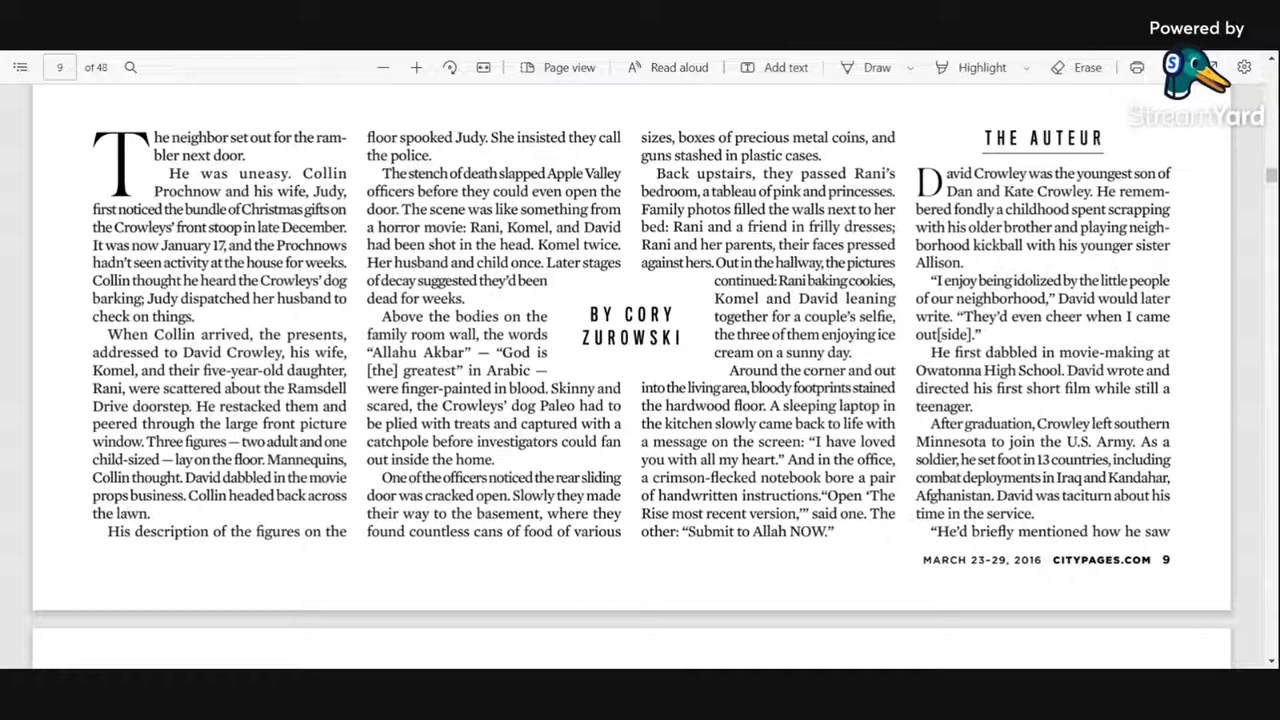 Powered by
StreamYard
9 of 48
Page view
Read aloud
Add text
Draw
Highlight
Erase
The neighbor set out for the ram-
bler next door.
He was uneasy. Collin
Prochnow and his wife, Judy,
first noticed the bundle of Christmas gifts on
the Crowleys' front stoop in late December.
It was now January 17, and the Prochnows
hadn't seen activity at the house for weeks.
Collin thought he heard the Crowleys' dog
barking; Judy dispatched her husband to
check on things.
When Collin arrived, the presents,
addressed to David Crowley, his wife,
Komel, and their five-year-old daughter,
Rani, were scattered about the Ramsdell
Drive doorstep. He restacked them and
peered through the large front picture
window. Three figures — two adult and one
child-sized — lay on the floor. Mannequins,
Collin thought. David dabbled in the movie
props business. Collin headed back across
the lawn.
His description of the figures on the
floor spooked Judy. She insisted they call
the police.
The stench of death slapped Apple Valley
officers before they could even open the
door. The scene was like something from
a horror movie: Rani, Komel, and David
had been shot in the head. Komel twice.
Her husband and child once. Later stages
of decay suggested they'd been
dead for weeks.
Above the bodies on the
family room wall, the words
“Allahu Akbar” — “God is
[the] greatest” in Arabic —
were finger-painted in blood. Skinny and
scared, the Crowleys' dog Paleo had to
be plied with treats and captured with a
catchpole before investigators could fan
out inside the home.
One of the officers noticed the rear sliding
door was cracked open. Slowly they made
their way to the basement, where they
found countless cans of food of various
BY CORY
ZUROWSKI
sizes, boxes of precious metal coins, and
guns stashed in plastic cases.
Back upstairs, they passed Rani's
bedroom, a tableau of pink and princesses.
Family photos filled the walls next to her
bed: Rani and a friend in frilly dresses;
Rani and her parents, their faces pressed
against hers. Out in the hallway, the pictures
continued: Rani baking cookies,
Komel and David leaning
together for a couple's selfie,
the three of them enjoying ice
cream on a sunny day.
Around the corner and out
into the living area, bloody footprints stained
the hardwood floor. A sleeping laptop in
the kitchen slowly came back to life with
a message on the screen: “I have loved
you with all my heart.” And in the office,
a crimson-flecked notebook bore a pair
of handwritten instructions.“Open ‘The
Rise most recent version,’” said one. The
other: “Submit to Allah NOW.”
THE AUTEUR
David Crowley was the youngest son of
Dan and Kate Crowley. He remem-
bered fondly a childhood spent scrapping
with his older brother and playing neigh-
borhood kickball with his younger sister
Allison.
“I enjoy being idolized by the little people
of our neighborhood,” David would later
write. “They'd even cheer when I came
out[side].”
He first dabbled in movie-making at
Owatonna High School. David wrote and
directed his first short film while still a
teenager.
After graduation, Crowley left southern
Minnesota to join the U.S. Army. As a
soldier, he set foot in 13 countries, including
combat deployments in Iraq and Kandahar,
Afghanistan. David was taciturn about his
time in the service.
“He'd briefly mentioned how he saw
MARCH 23-29, 2016 CITYPAGES.COM 9